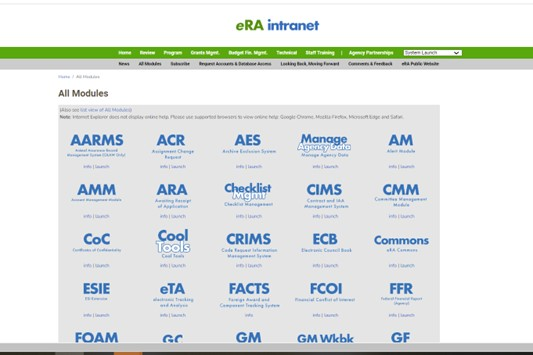 eRA intranet
Home Review Program Grants Mgmt. Budget Fin. Mgmt. Technical Staff Training | Agency Partnerships System Launch
News All Modules Subscribe Request Accounts & Database Access Looking Back, Moving Forward Comments & Feedback eRA Public Website
Home / All Modules
All Modules
(Also see list view of All Modules)
Note: Internet Explorer does not display online help. Please use supported browsers to view online help: Google Chrome, Mozilla Firefox, Microsoft Edge and Safari.
AARMS ACR AES Manage Agency Data AM
Assignment Change Request Archive Exclusion System Manage Agency Data Alert Module
info | launch info | launch info | launch info | launch info | launch
AMM ARA Checklist Mgmt CIMS CMM
Account Management Module Awaiting Receipt of Application Checklist Management Contract and IAA Management System Committee Management Module
info | launch info | launch info | launch info | launch info | launch
CoC Cool Tools CRIMS ECB Commons
Certificates of Confidentiality Cool Tools Code Request Information Management System Electronic Council Book eRA Commons
info | launch info | launch info | launch info | launch info | launch
ESIE eTA FACTS FCOI FFR
electronic Tracking and Analysis Foreign Award and Component Tracking System Financial Conflict of Interest Federal Financial Report (Agency)
info | launch info | launch info | launch info | launch info | launch
FOAM GC GM GM Wkbk GF